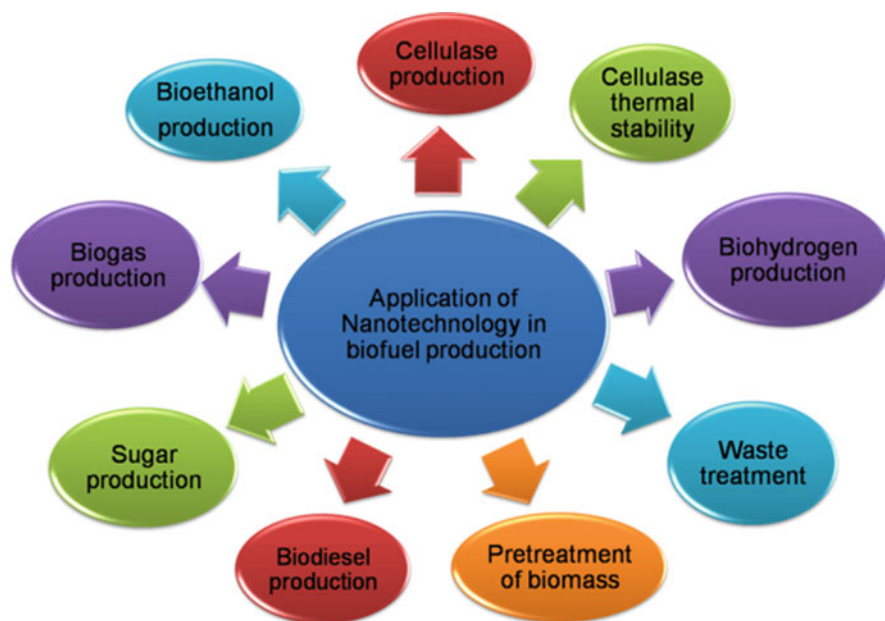 Cellulase
production
Cellulase
thermal
stability
Biohydrogen
production
Waste
treatment
Pretreatment
of biomass
Biodiesel
production
Sugar
production
Biogas
production
Bioethanol
production
Application of
Nanotechnology in
biofuel production